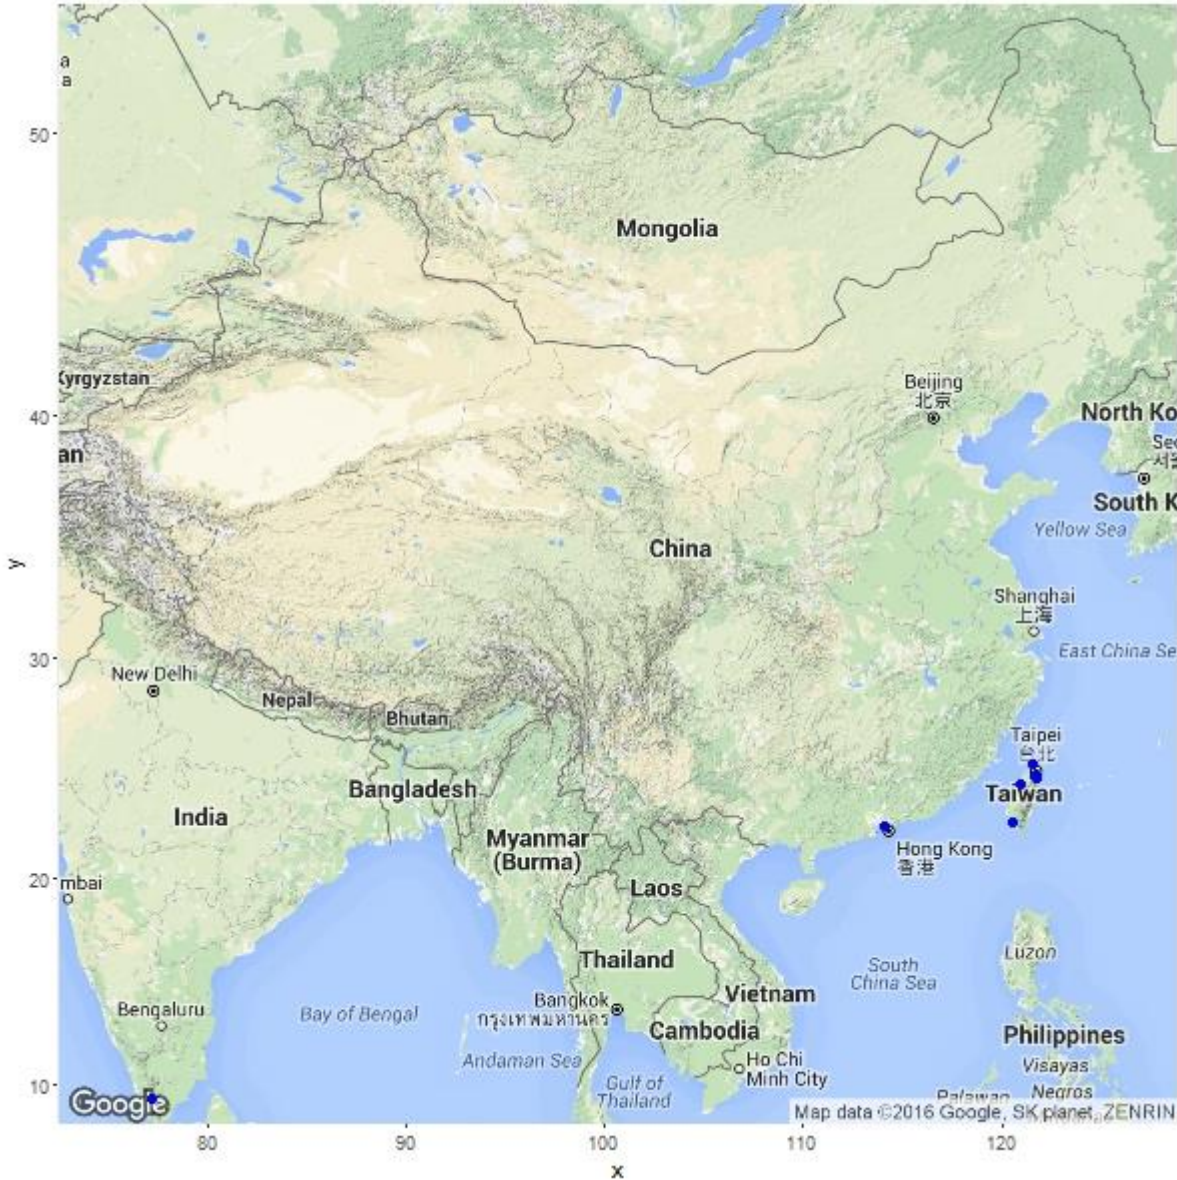 a
a
50
Mongolia
Kyrgyzstan
Beijing
北京
40
North Ko
an
Seo
서울
South K
Yellow Sea
China
y
Shanghai
上海
30
East China Se
New Delhi
Nepal
Bhutan
Taipei
台北
Bangladesh
Taiwan
India
Myanmar
(Burma)
Hong Kong
香港
20
mbai
Laos
Luzon
Thailand
South
China Sea
Vietnam
Bangkok
กรุงเทพมหานคร
Bengaluru
Bay of Bengal
Cambodia
Philippines
Andaman Sea
Ho Chi
Minh City
Visayas
10
Gulf of
Thailand
Negros
Palawan
Google
Map data ©2016 Google, SK planet, ZENRIN
80
90
100
110
120
x